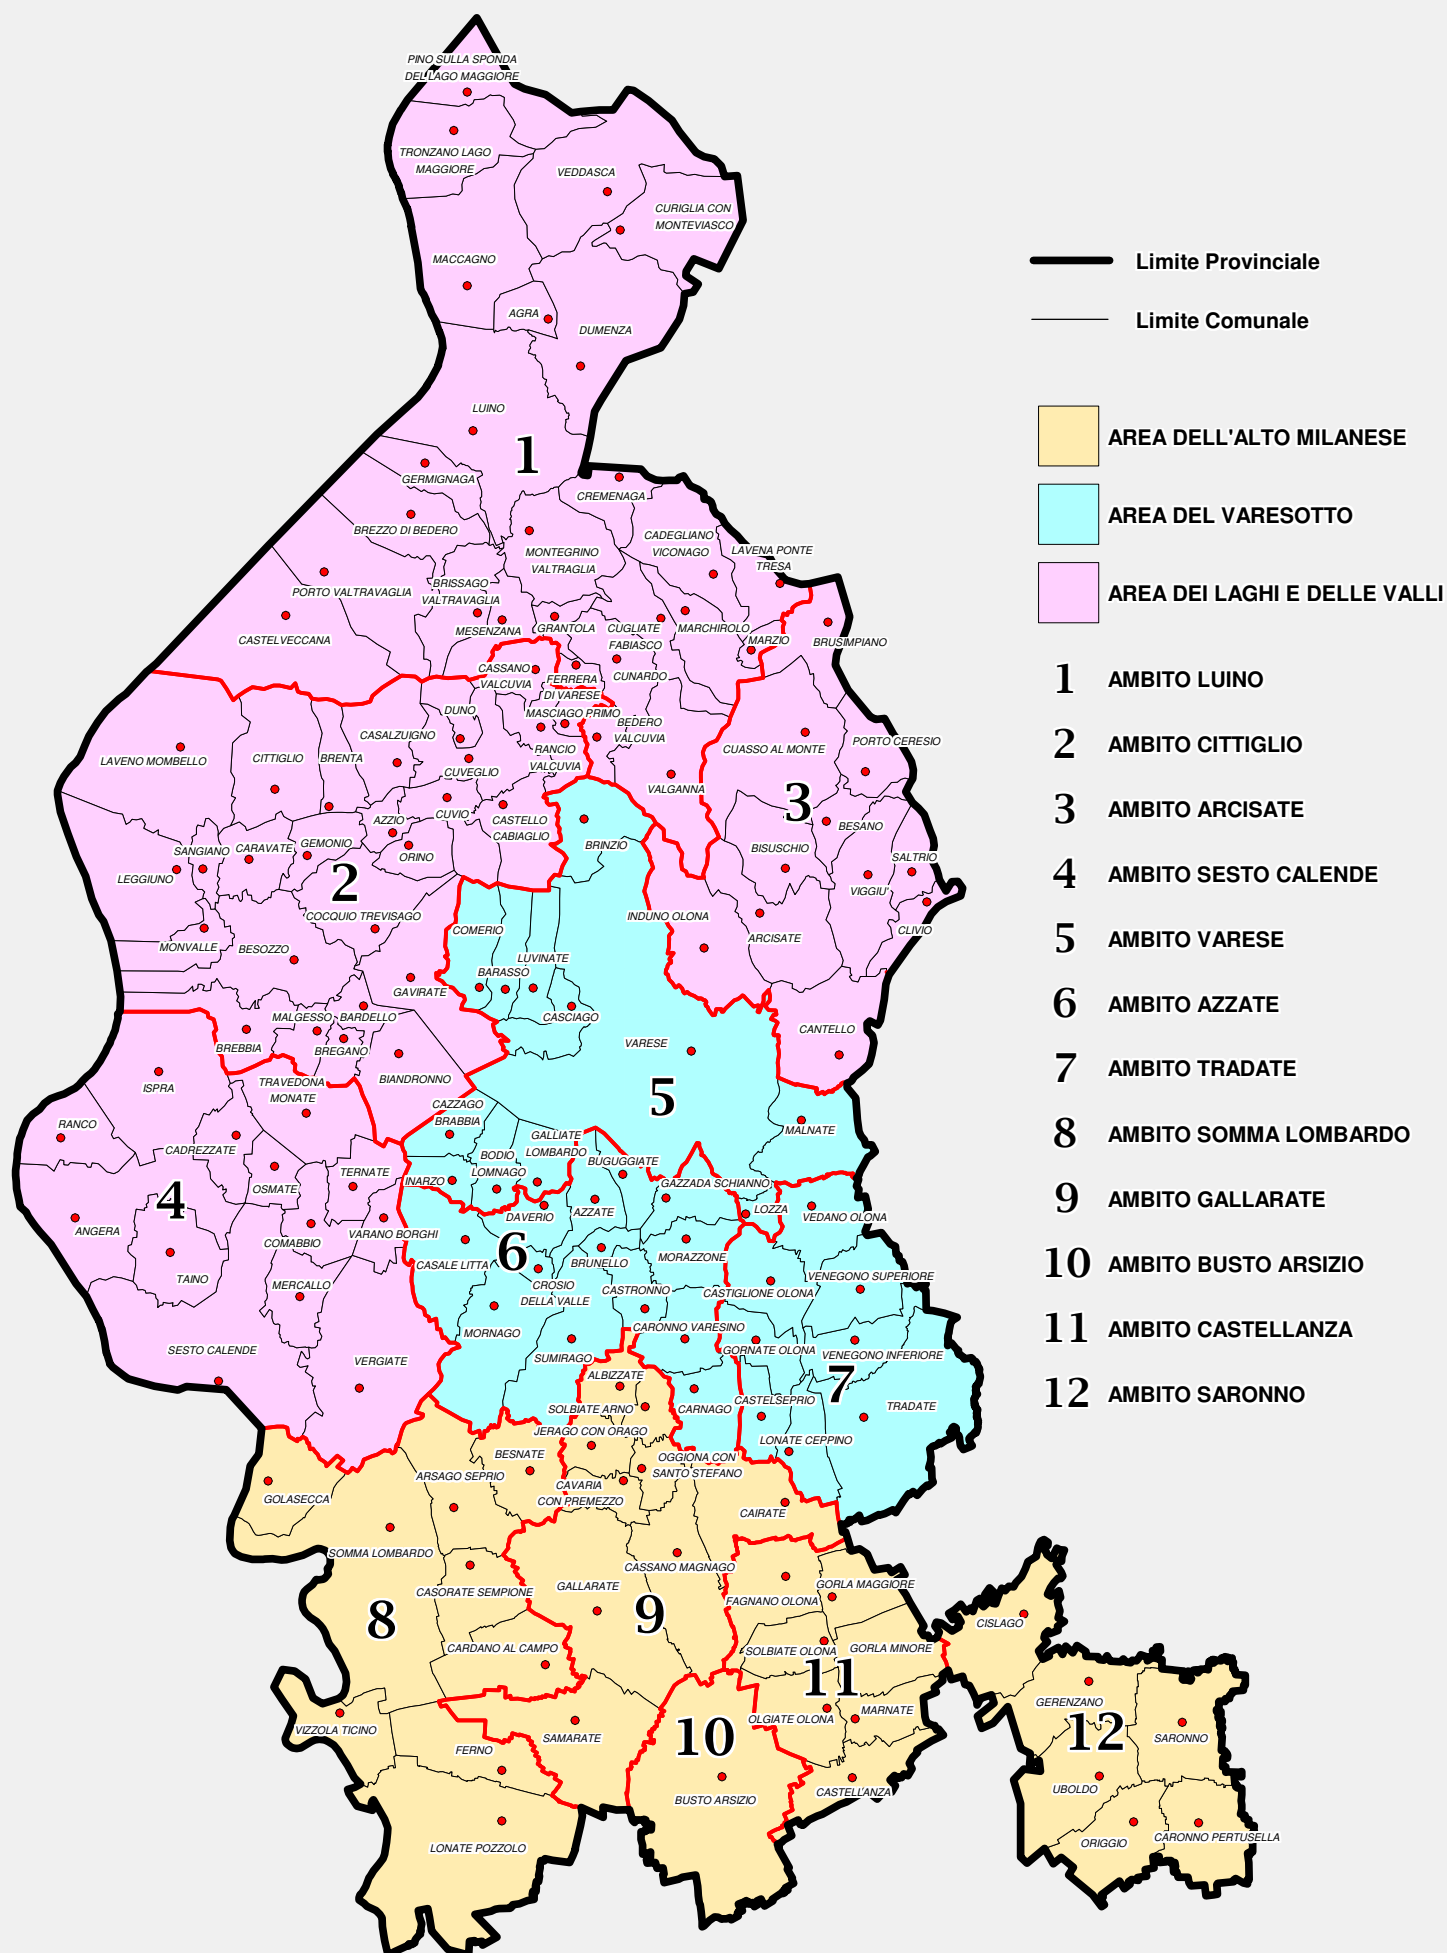 PINO SULLA SPONDA
DEL LAGO MAGGIORE
TRONZANO LAGO
MAGGIORE
VEDDASCA
CURIGLIA CON
MONTEVIASCO
MACCAGNO
AGRA
DUMENZA
LUINO
1
GERMIGNAGA
CREMENAGA
BREZZO DI BEDERO
MONTEGRINO
VALTRAGLIA
CADEGLIANO
VICONAGO
LAVENA PONTE
TRESA
PORTO VALTRAVAGLIA
BRISSAGO
VALTRAVAGLIA
CASTELVECCANA
MESENZANA
GRANTOLA
CUGLIATE
FABIASCO
MARCHIROLO
MARZIO
BRUSIMPIANO
CASSANO
VALCUVIA
FERRERA
DI VARESE
CUNARDO
MASCIAGO PRIMO
BEDERO
VALCUVIA
DUNO
CASALZUIGNO
RANCIO
VALCUVIA
CUASSO AL MONTE
PORTO CERESIO
LAVENO MOMBELLO
CITTIGLIO
BRENTA
CUVEGLIO
VALGANNA
3
CUVIO
CASTELLO
CABIAGLIO
AZZIO
BESANO
BRINZIO
BISUSCHIO
SANGIANO
CARAVATE
GEMONIO
ORINO
SALTRIO
LEGGIUNO
2
VIGGIU'
COCQUIO TREVISAGO
INDUNO OLONA
CLIVIO
COMERIO
ARCISATE
MONVALLE
BESOZZO
LUVINATE
BARASSO
GAVIRATE
MALGESSO
BARDELLO
CASCIAGO
CANTELLO
BREBBIA
BREGANO
VARESE
BIANDRONNO
ISPRA
TRAVEDONA
MONATE
5
CAZZAGO
BRABBIA
RANCO
MALNATE
CADREZZATE
GALLIATE
LOMBARDO
BODIO
LOMNAGO
BUGUGGIATE
TERNATE
INARZO
GAZZADA SCHIANNO
OSMATE
4
ANGERA
DAVERIO
AZZATE
LOZZA
VEDANO OLONA
COMABBIO
VARANO BORGHI
6
CASALE LITTA
BRUNELLO
MORAZZONE
TAINO
MERCALLO
CROSIO
DELLA VALLE
CASTRONNO
CASTIGLIONE OLONA
VENEGONO SUPERIORE
MORNAGO
CARONNO VARESINO
SESTO CALENDE
VERGIATE
SUMIRAGO
GORNATE OLONA
VENEGONO INFERIORE
ALBIZZATE
7
SOLBIATE ARNO
CARNAGO
CASTELSEPRIO
TRADATE
JERAGO CON ORAGO
LONATE CEPPINO
BESNATE
OGGIONA CON
SANTO STEFANO
ARSAGO SEPRIO
CAVARIA
CON PREMEZZO
GOLASECCA
CAIRATE
SOMMA LOMBARDO
CASSANO MAGNAGO
CASORATE SEMPIONE
GALLARATE
GORLA MAGGIORE
FAGNANO OLONA
8
9
CISLAGO
CARDANO AL CAMPO
SOLBIATE OLONA
GORLA MINORE
11
GERENZANO
VIZZOLA TICINO
OLGIATE OLONA
MARNATE
10
12
SARONNO
SAMARATE
FERNO
UBOLDO
BUSTO ARSIZIO
CASTELLANZA
LONATE POZZOLO
ORIGGIO
CARONNO PERTUSELLA
Limite Provinciale
Limite Comunale
AREA DELL'ALTO MILANESE
AREA DEL VARESOTTO
AREA DEI LAGHI E DELLE VALLI
1 AMBITO LUINO
2 AMBITO CITTIGLIO
3 AMBITO ARCISATE
4 AMBITO SESTO CALENDE
5 AMBITO VARESE
6 AMBITO AZZATE
7 AMBITO TRADATE
8 AMBITO SOMMA LOMBARDO
9 AMBITO GALLARATE
10 AMBITO BUSTO ARSIZIO
11 AMBITO CASTELLANZA
12 AMBITO SARONNO